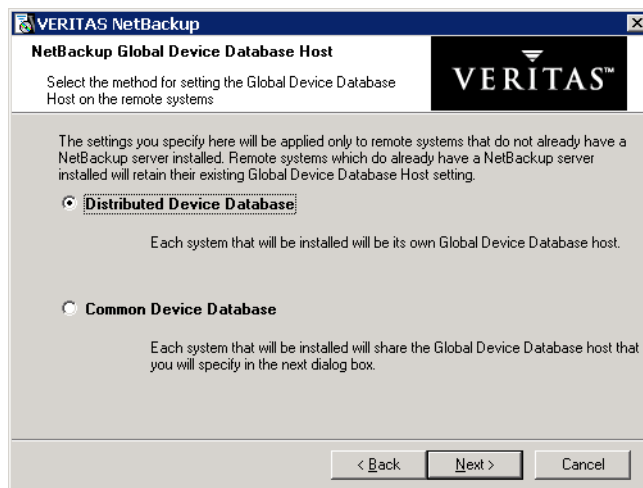 VERITAS NetBackup
NetBackup Global Device Database Host
Select the method for setting the Global Device Database
Host on the remote systems
VERITAS™
The settings you specify here will be applied only to remote systems that do not already have a
NetBackup server installed. Remote systems which do already have a NetBackup server
installed will retain their existing Global Device Database Host setting.
Distributed Device Database
Each system that will be installed will be its own Global Device Database host.
Common Device Database
Each system that will be installed will share the Global Device Database host that
you will specify in the next dialog box.
< Back
Next >
Cancel